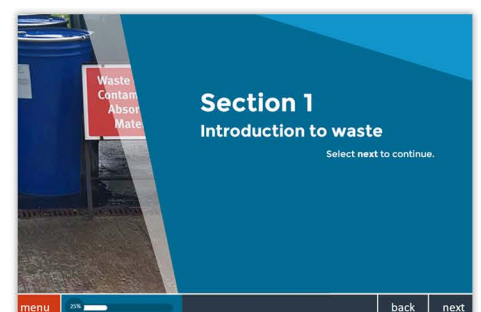 Waste
Contam
Absor
Mate
Section 1
Introduction to waste
Select next to continue.
menu
25%
back
next